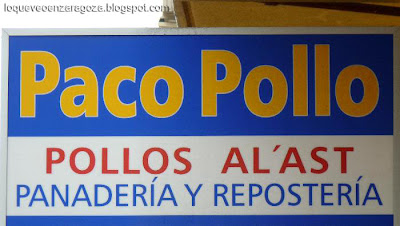 loqueveoenzaragoza.blogspot.com
Paco Pollo
POLLOS AL´AST
PANADERÍA Y REPOSTERÍA